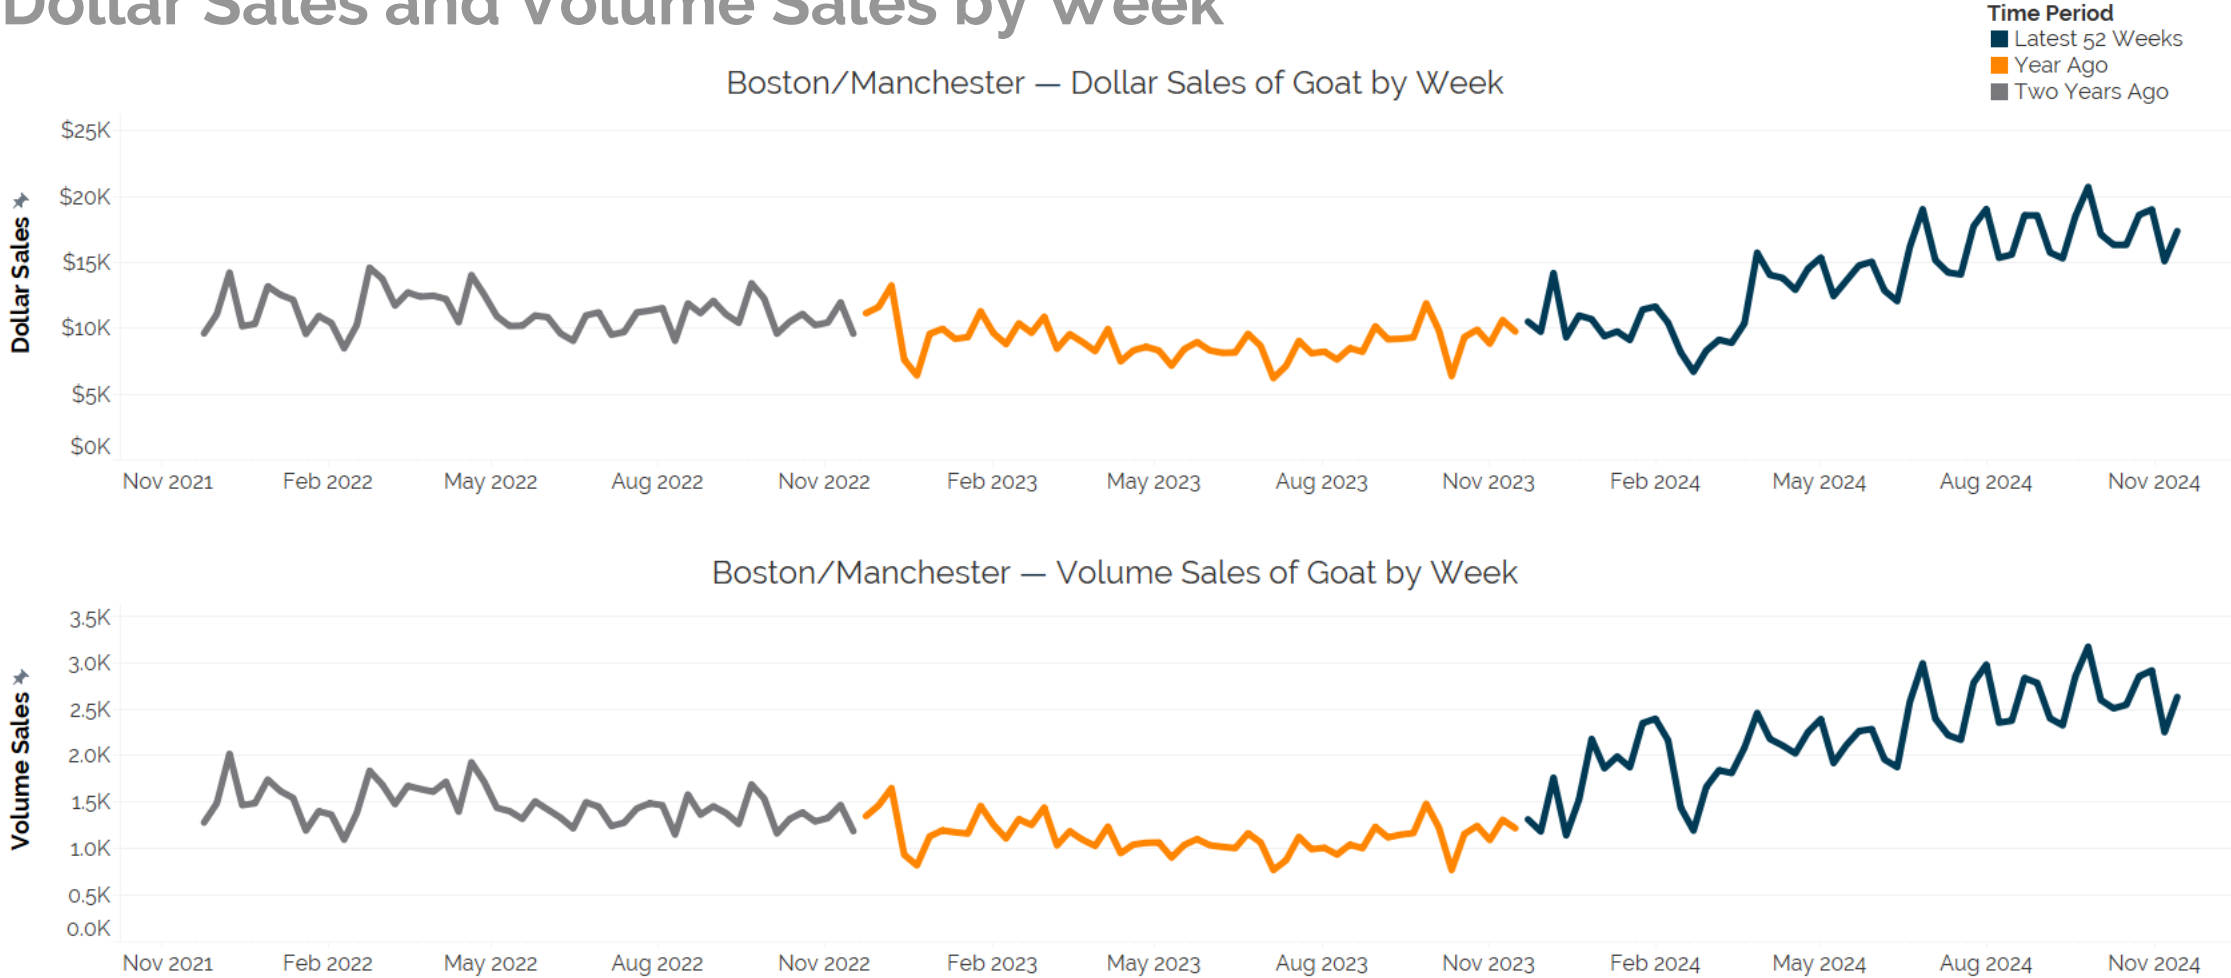 Dollar Sales and Volume Sales by Week
Time Period
Latest 52 Weeks
Year Ago
Two Years Ago
Boston/Manchester — Dollar Sales of Goat by Week
Dollar Sales
$25K
$20K
$15K
$10K
$5K
$0K
Nov 2021 Feb 2022 May 2022 Aug 2022 Nov 2022 Feb 2023 May 2023 Aug 2023 Nov 2023 Feb 2024 May 2024 Aug 2024 Nov 2024
Boston/Manchester — Volume Sales of Goat by Week
Volume Sales
3.5K
3.0K
2.5K
2.0K
1.5K
1.0K
0.5K
0.0K
Nov 2021 Feb 2022 May 2022 Aug 2022 Nov 2022 Feb 2023 May 2023 Aug 2023 Nov 2023 Feb 2024 May 2024 Aug 2024 Nov 2024